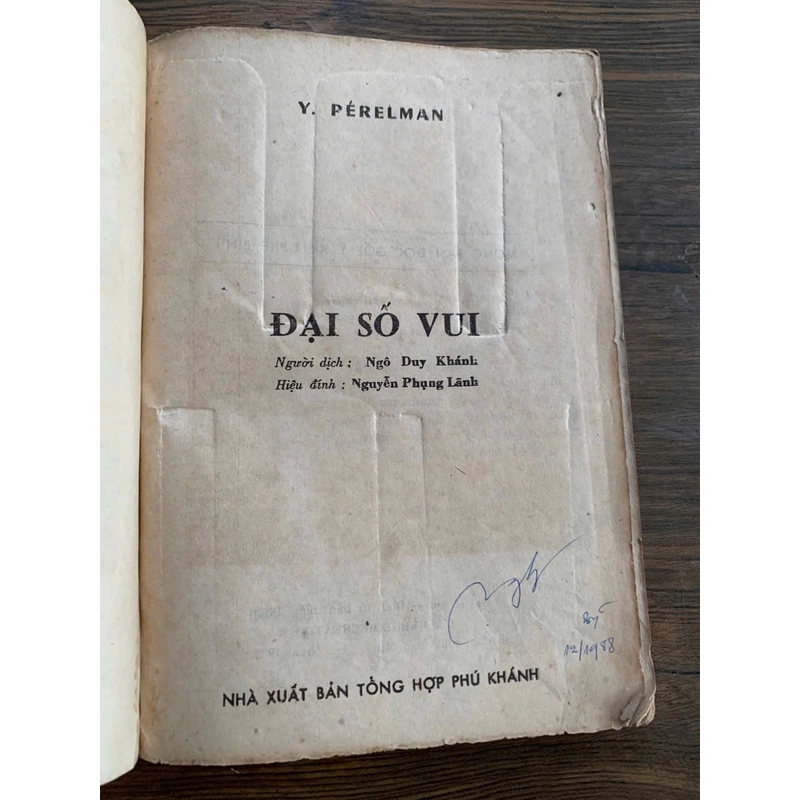 Y. PÉRELMAN
ĐẠI SỐ VUI
Người dịch : Ngô Duy Khánh
Hiệu đính : Nguyễn Phụng Lãnh
12/1988
NHÀ XUẤT BẢN TỔNG HỢP PHÚ KHÁNH